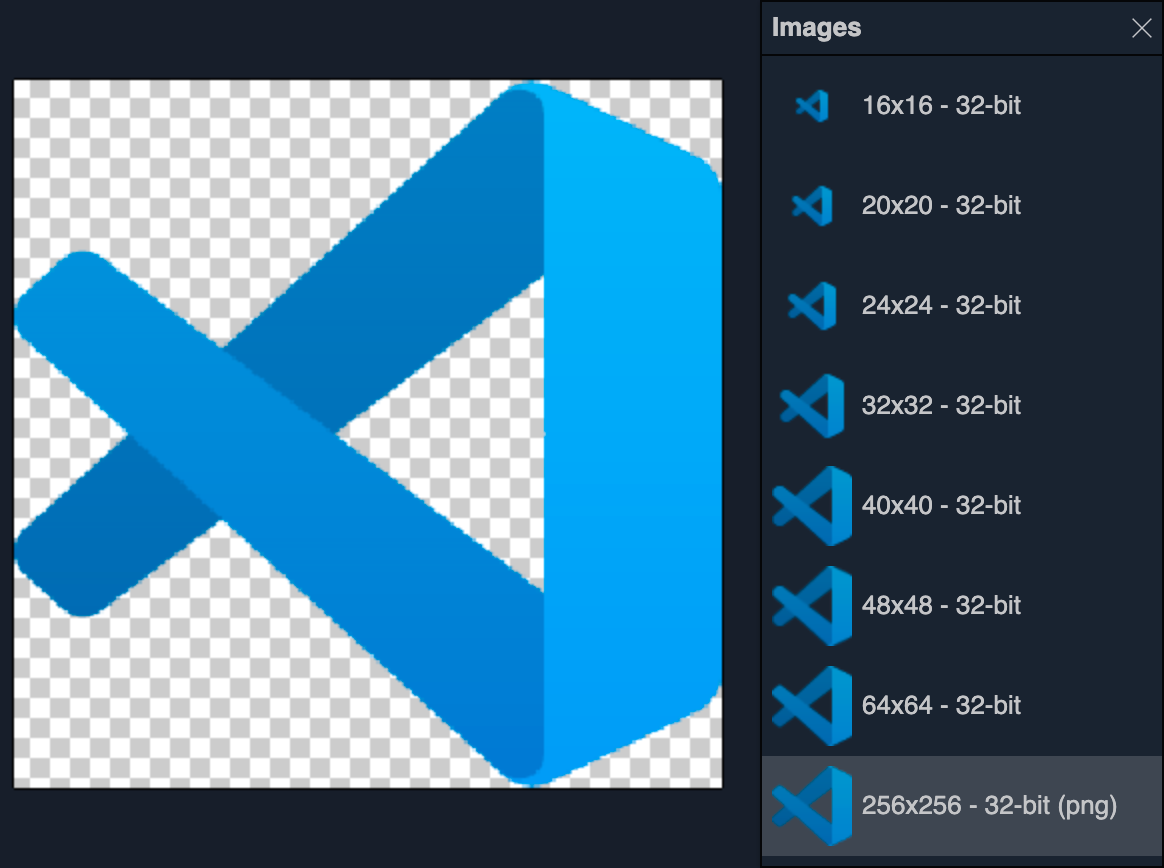 Images
16x16 - 32-bit
20x20 - 32-bit
24x24 - 32-bit
32x32 - 32-bit
40x40 - 32-bit
48x48 - 32-bit
64x64 - 32-bit
256x256 - 32-bit (png)